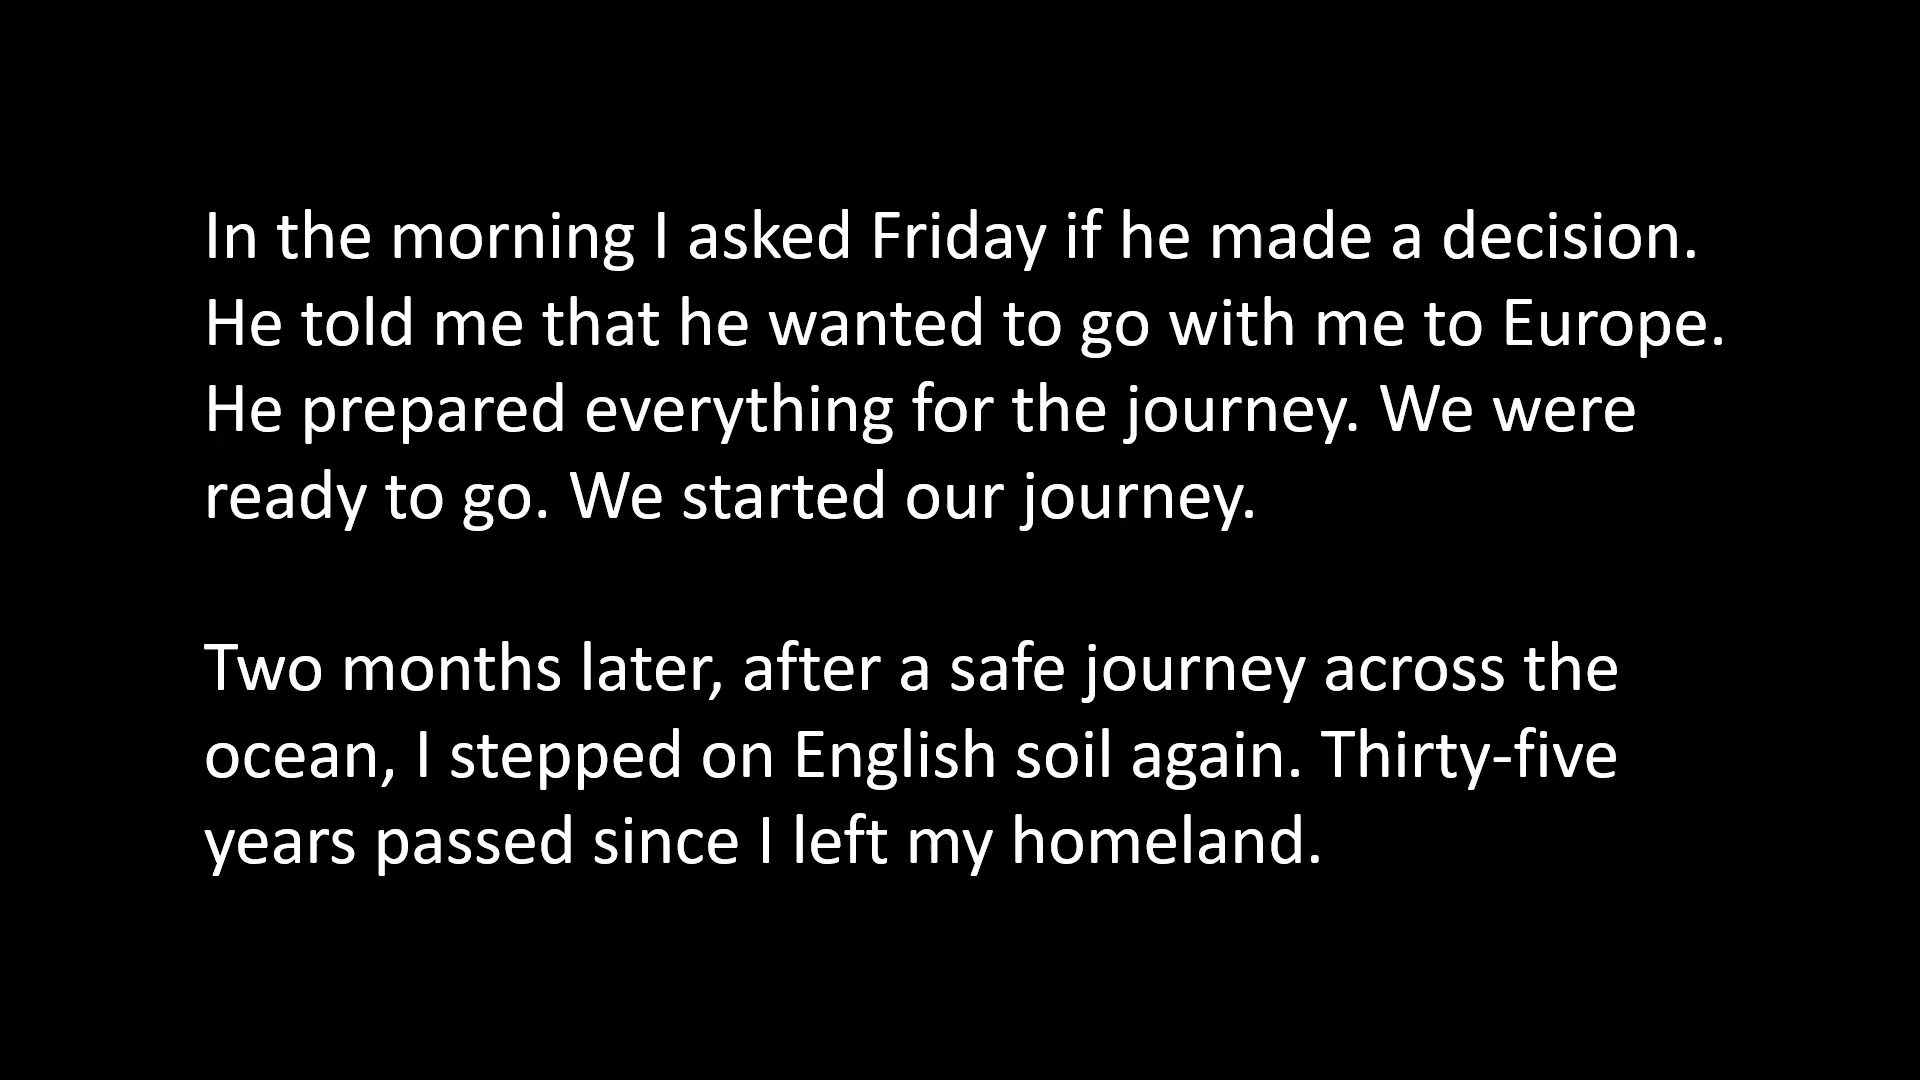 In the morning I asked Friday if he made a decision.
He told me that he wanted to go with me to Europe.
He prepared everything for the journey. We were
ready to go. We started our journey.
Two months later, after a safe journey across the
ocean, I stepped on English soil again. Thirty-five
years passed since I left my homeland.